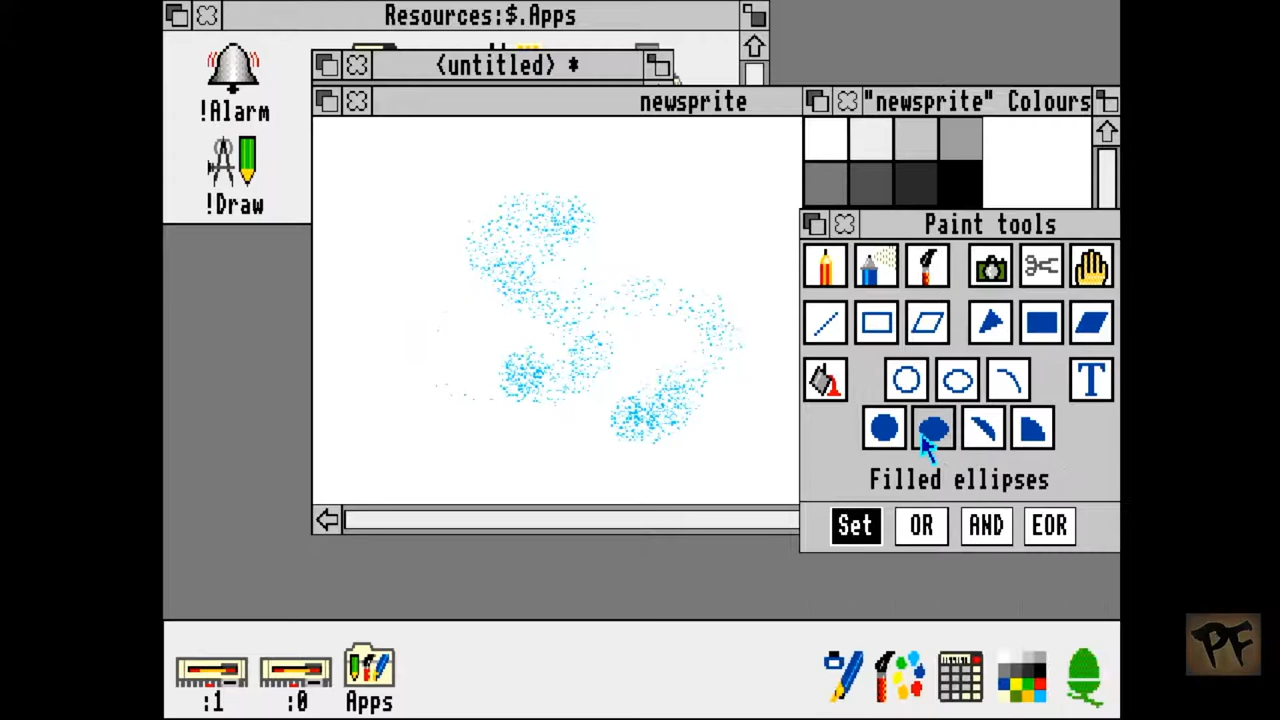 Resources:$.Apps
!Alarm
!Draw
<untitled> *
newsprite
"newsprite" Colours
Paint tools
T
Filled ellipses
Set OR AND EOR
:1 :0 Apps
PF